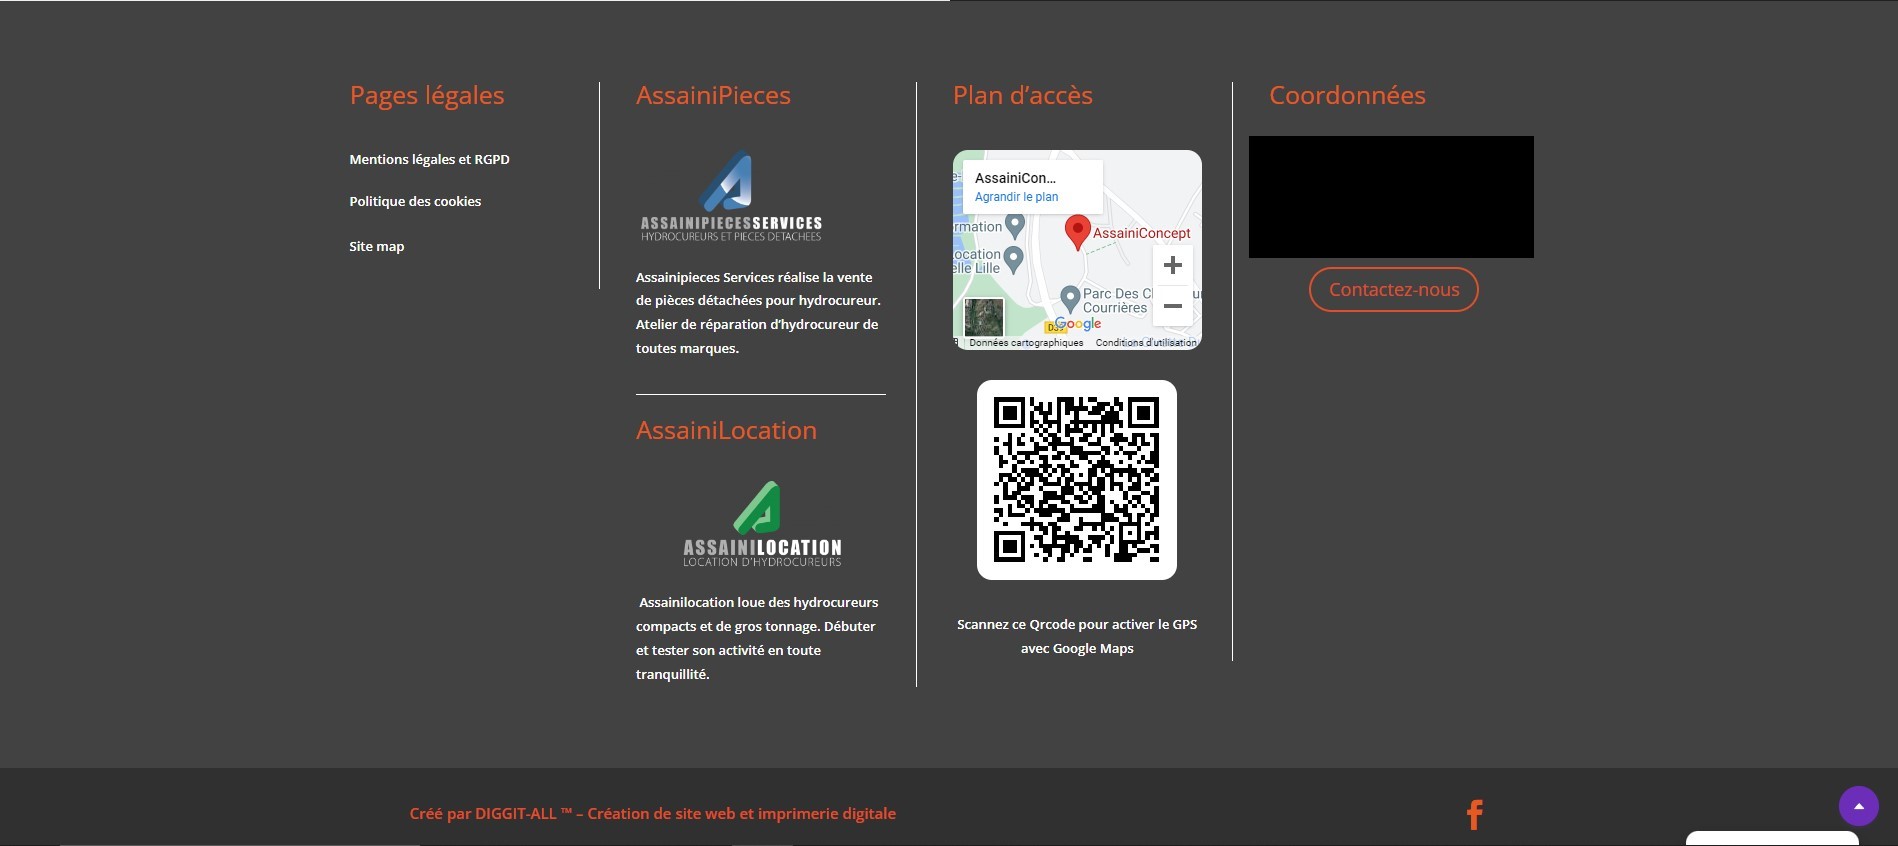 Pages légales
Mentions légales et RGPD
Politique des cookies
Site map
AssainiPieces
ASSAINIPIECESSERVICES
HYDROCUREURS ET PIECES DETACHEES
Assainipieces Services réalise la vente
de pièces détachées pour hydrocureur.
Atelier de réparation d’hydrocureur de
toutes marques.
AssainiLocation
ASSAINILOCATION
LOCATION D'HYDROCUREURS
Assainilocation loue des hydrocureurs
compacts et de gros tonnage. Débuter
et tester son activité en toute
tranquillité.
Plan d’accès
AssainiCon...
Agrandir le plan
rmation
AssainiConcept
ocation
elle Lille
Parc Des C
Courrières
Google
Données cartographiques Conditions d'utilisation
Scannez ce Qrcode pour activer le GPS
avec Google Maps
Coordonnées
Contactez-nous
Créé par DIGGIT-ALL ™ – Création de site web et imprimerie digitale